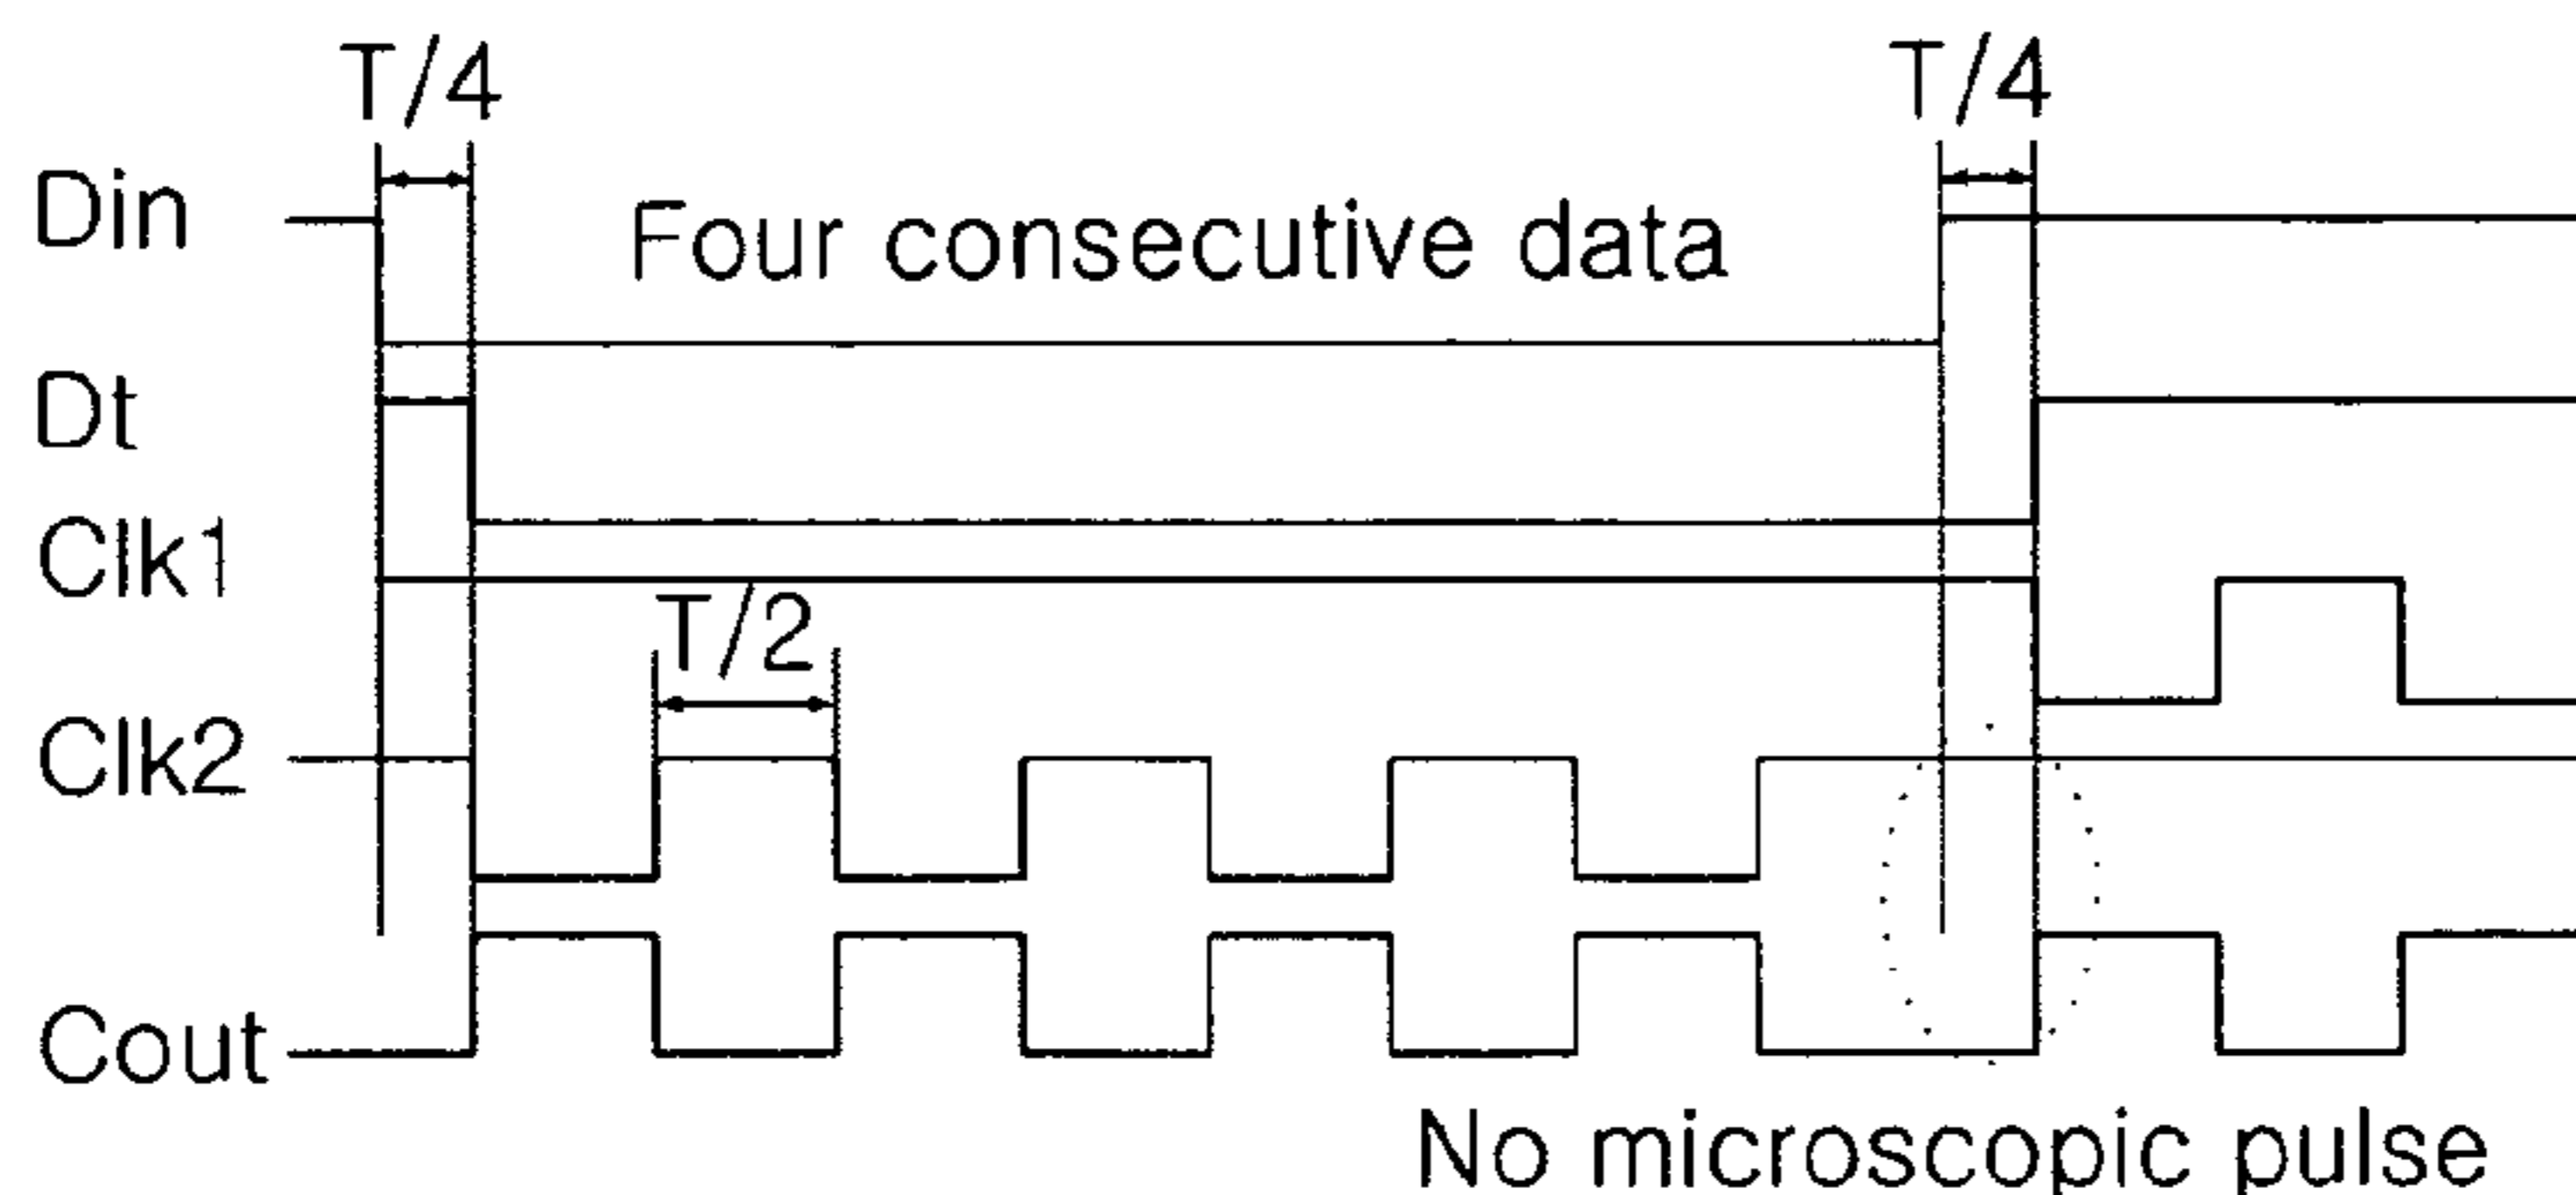 T/4 T/4
Din
Four consecutive data
Dt
Clk1
T/2
Clk2
Cout
No microscopic pulse